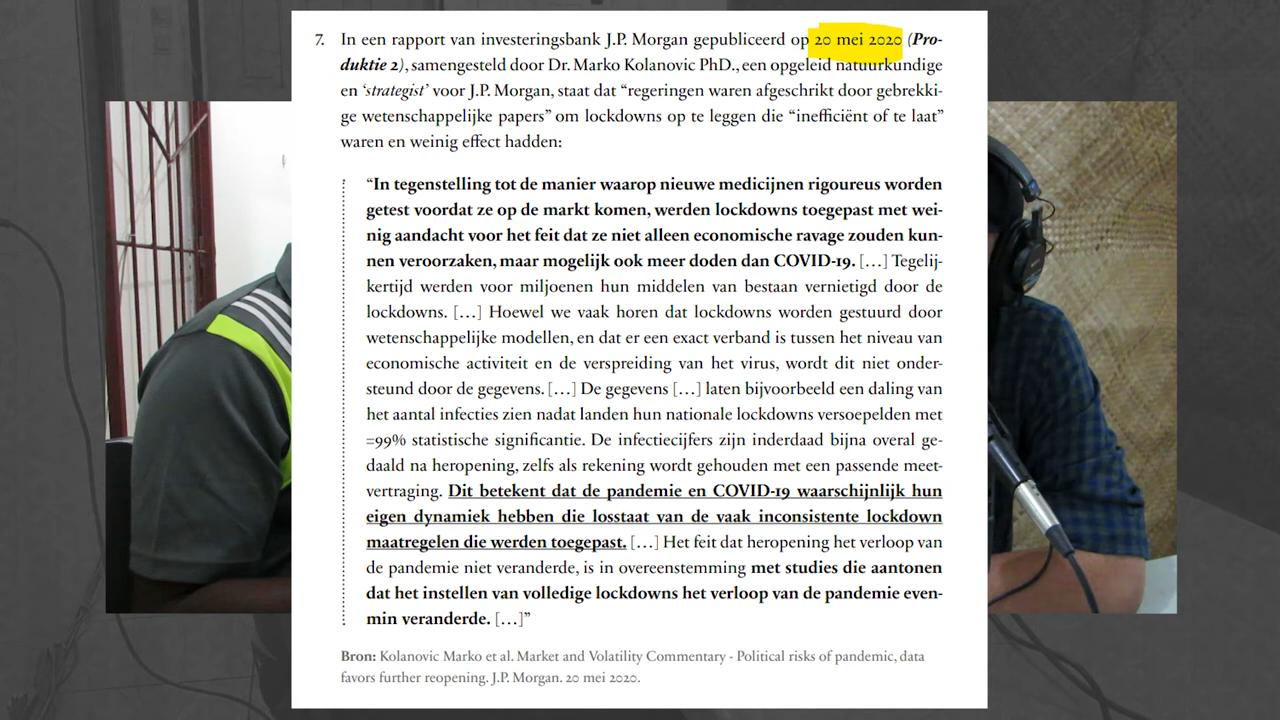 7. In een rapport van investeringsbank J.P. Morgan gepubliceerd op 20 mei 2020 (Pro-
duktie 2), samengesteld door Dr. Marko Kolanovic PhD., een opgeleid natuurkundige
en ‘strategist’ voor J.P. Morgan, staat dat “regeringen waren afgeschrikt door gebrekki-
ge wetenschappelijke papers” om lockdowns op te leggen die “inefficiënt of te laat”
waren en weinig effect hadden:
“In tegenstelling tot de manier waarop nieuwe medicijnen rigoureus worden
getest voordat ze op de markt komen, werden lockdowns toegepast met wei-
nig aandacht voor het feit dat ze niet alleen economische ravage zouden kun-
nen veroorzaken, maar mogelijk ook meer doden dan COVID-19. […] Tegelij-
kertijd werden voor miljoenen hun middelen van bestaan vernietigd door de
lockdowns. […] Hoewel we vaak horen dat lockdowns worden gestuurd door
wetenschappelijke modellen, en dat er een exact verband is tussen het niveau van
economische activiteit en de verspreiding van het virus, wordt dit niet onder-
steund door de gegevens. […] De gegevens […] laten bijvoorbeeld een daling van
het aantal infecties zien nadat landen hun nationale lockdowns versoepelden met
=99% statistische significantie. De infectiecijfers zijn inderdaad bijna overal ge-
daald na heropening, zelfs als rekening wordt gehouden met een passende meet-
vertraging. Dit betekent dat de pandemie en COVID-19 waarschijnlijk hun
eigen dynamiek hebben die losstaat van de vaak inconsistente lockdown
maatregelen die werden toegepast. […] Het feit dat heropening het verloop van
de pandemie niet veranderde, is in overeenstemming met studies die aantonen
dat het instellen van volledige lockdowns het verloop van de pandemie even-
min veranderde. […]”
Bron: Kolanovic Marko et al. Market and Volatility Commentary - Political risks of pandemic, data
favors further reopening. J.P. Morgan. 20 mei 2020.